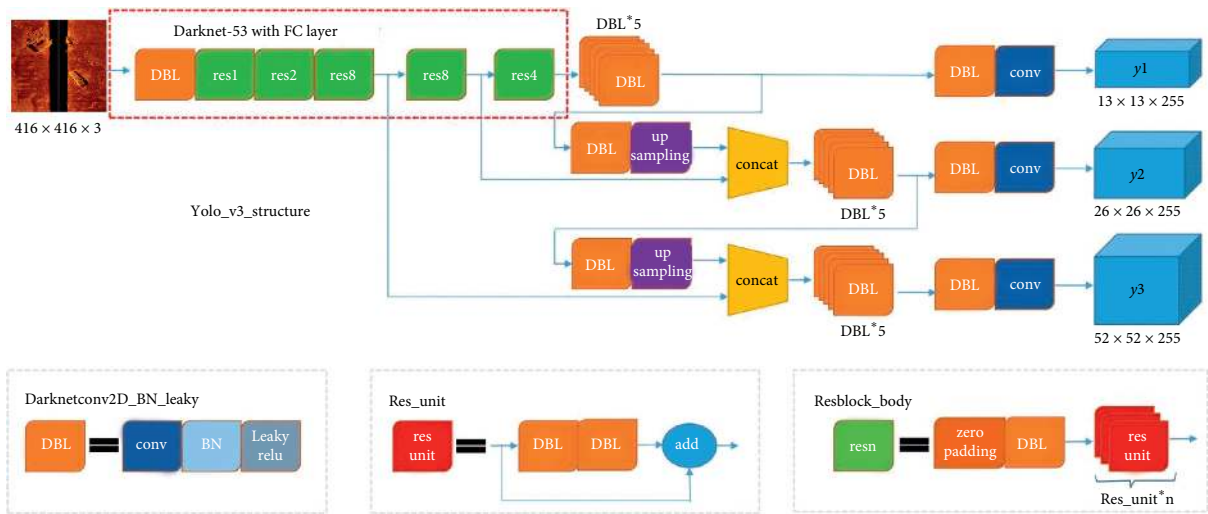 Darknet-53 with FC layer
DBL
res1
res2
res8
res8
res4
DBL*5
DBL
DBL
conv
y1
13 × 13 × 255
416 × 416 × 3
DBL
up
sampling
concat
DBL
DBL*5
DBL
conv
y2
26 × 26 × 255
Yolo_v3_structure
DBL
up
sampling
concat
DBL
DBL*5
DBL
conv
y3
52 × 52 × 255
Darknetconv2D_BN_leaky
DBL
conv
BN
Leaky
relu
Res_unit
res
unit
DBL
DBL
add
Resblock_body
resn
zero
padding
DBL
res
unit
Res_unit*n